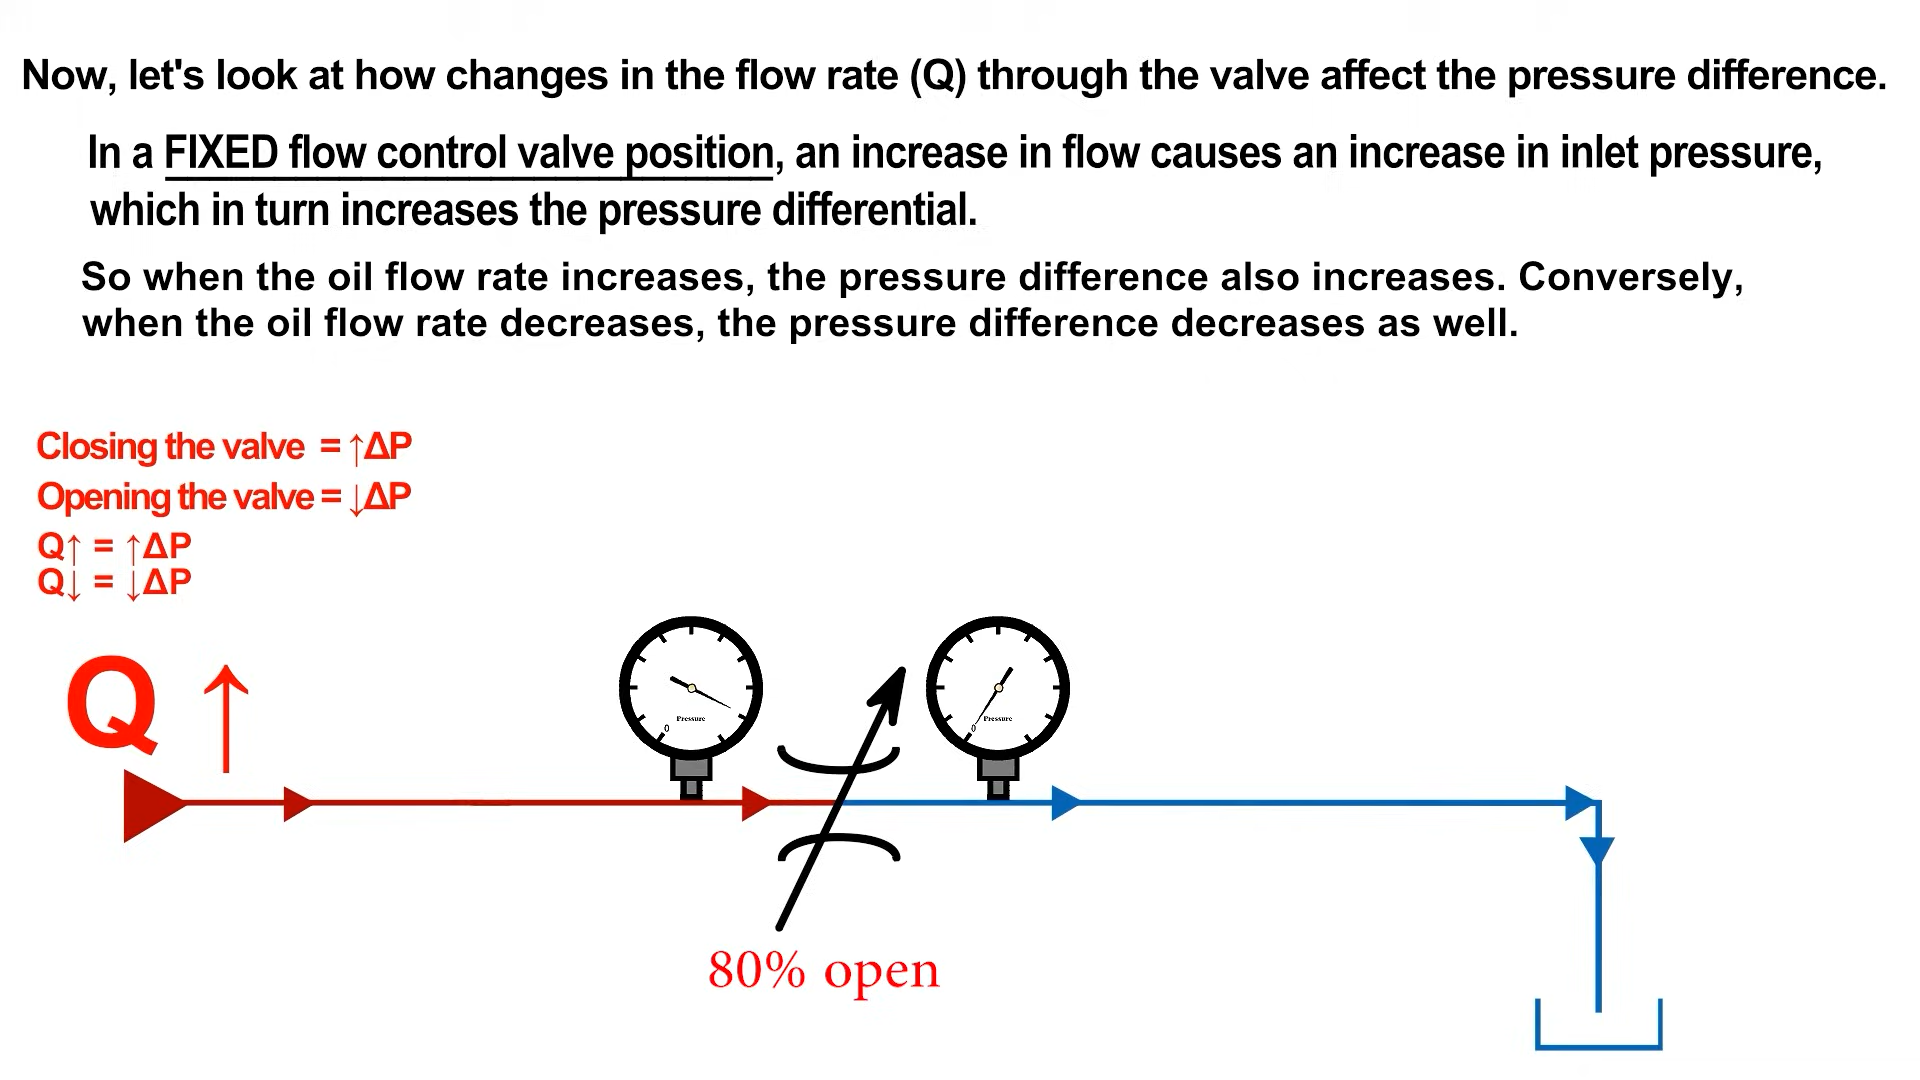 Now, let's look at how changes in the flow rate (Q) through the valve affect the pressure difference.
In a FIXED flow control valve position, an increase in flow causes an increase in inlet pressure,
which in turn increases the pressure differential.
So when the oil flow rate increases, the pressure difference also increases. Conversely,
when the oil flow rate decreases, the pressure difference decreases as well.
Closing the valve = ↑ΔP
Opening the valve = ↓ΔP
Q↑ = ↑ΔP
Q↓ = ↓ΔP
Q ↑
Pressure
0
Pressure
0
80% open